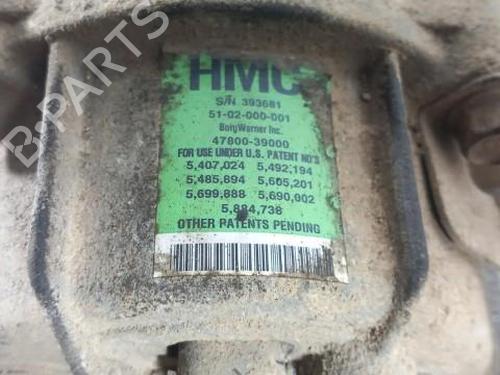 B-PARTS
HMC
S/N 393681
51-02-000-001
BorgWarner Inc.
47800-39000
FOR USE UNDER U.S. PATENT NO'S
5,407,024 5,492,194
5,485,894 5,605,201
5,699,888 5,690,002
5,884,738
OTHER PATENTS PENDING